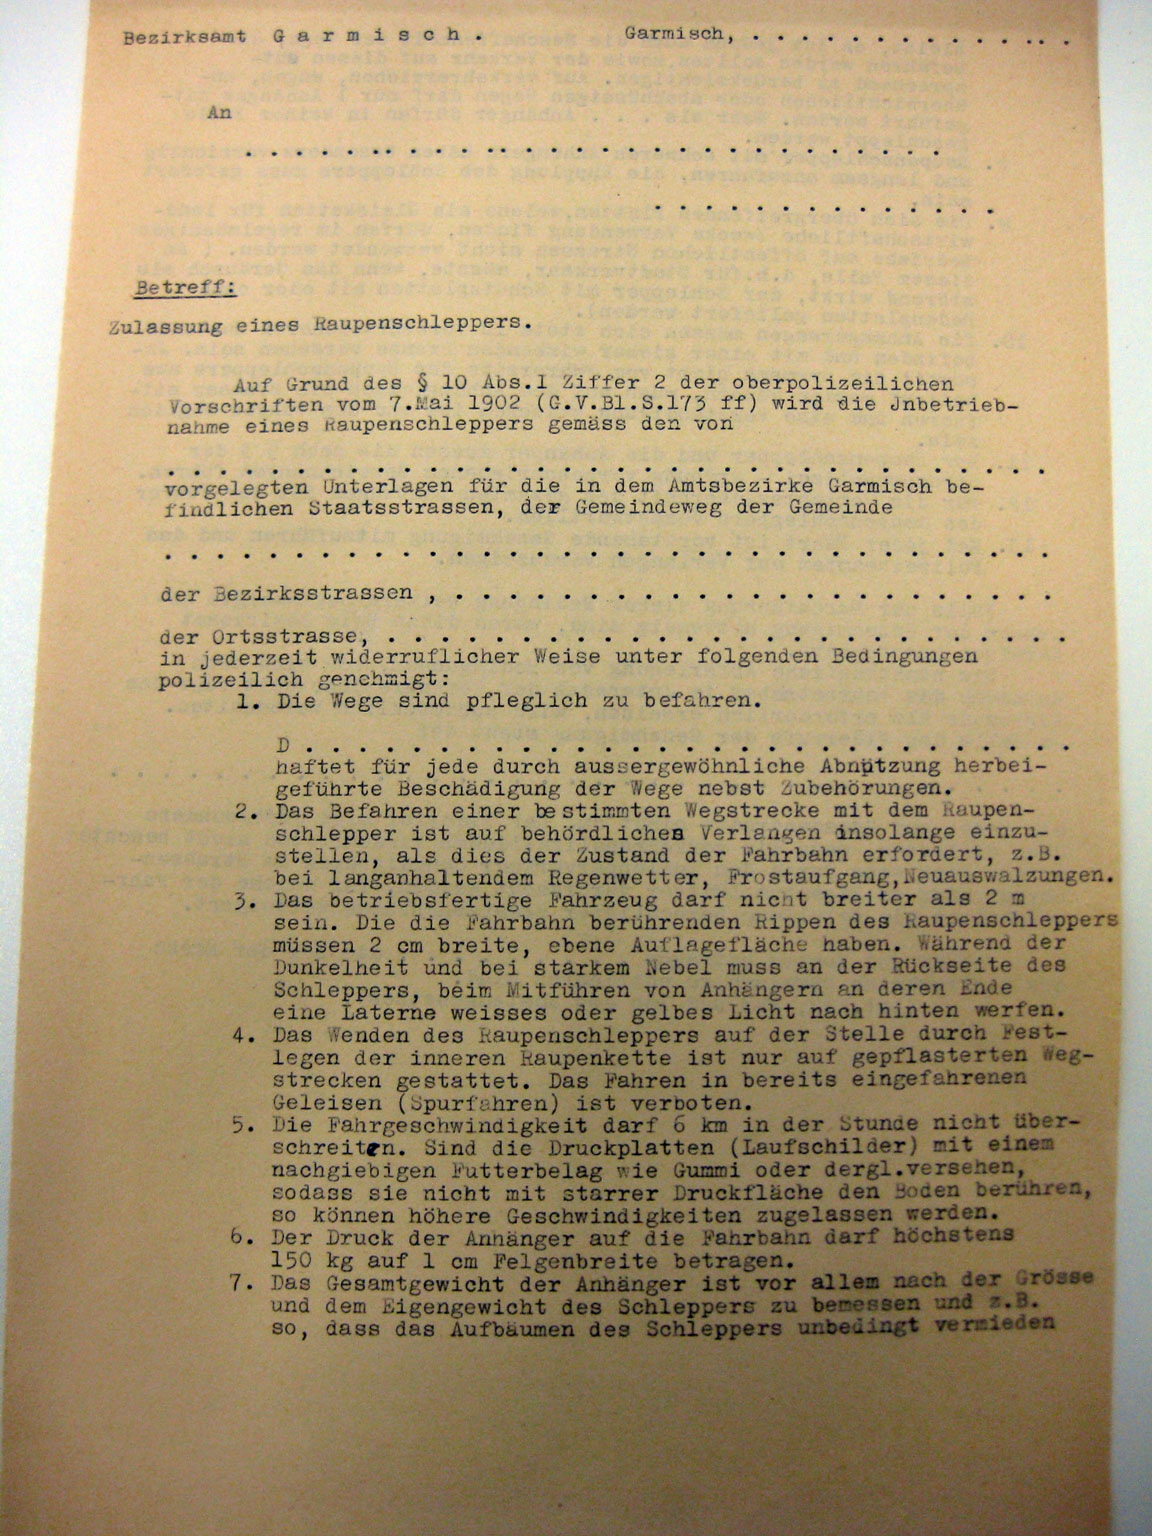 Bezirksamt G a r m i s c h .
Garmisch, . . . . . . . . . . . . . . .
An
. . . . . . . . . . . . . . . . . . . . . . . . . . . .
. . . . . . . . . . . . .
Betreff:
Zulassung eines Raupenschleppers.
Auf Grund des § 10 Abs.I Ziffer 2 der oberpolizeilichen
Vorschriften vom 7.Mai 1902 (G.V.Bl.S.173 ff) wird die Jnbetrieb-
nahme eines Raupenschleppers gemäss den von
. . . . . . . . . . . . . . . . . . . . . . . . . . . . . . . . .
vorgelegten Unterlagen für die in dem Amtsbezirke Garmisch be-
findlichen Staatsstrassen, der Gemeindeweg der Gemeinde
. . . . . . . . . . . . . . . . . . . . . . . . . . . . . . . . .
der Bezirksstrassen , . . . . . . . . . . . . . . . . . . . . . . .
der Ortsstrasse, . . . . . . . . . . . . . . . . . . . . . . . . . .
in jederzeit widerruflicher Weise unter folgenden Bedingungen
polizeilich genehmigt:
1. Die Wege sind pfleglich zu befahren.
D . . . . . . . . . . . . . . . . . . . . . . . . . . . . .
haftet für jede durch aussergewöhnliche Abnützung herbei-
geführte Beschädigung der Wege nebst Zubehörungen.
2. Das Befahren einer bestimmten Wegstrecke mit dem Raupen-
schlepper ist auf behördliches Verlangen insolange einzu-
stellen, als dies der Zustand der Fahrbahn erfordert, z.B.
bei langanhaltendem Regenwetter, Frostaufgang,Neuauswalzungen.
3. Das betriebsfertige Fahrzeug darf nicht breiter als 2 m
sein. Die die Fahrbahn berührenden Rippen des Raupenschleppers
müssen 2 cm breite, ebene Auflagefläche haben. Während der
Dunkelheit und bei starkem Nebel muss an der Rückseite des
Schleppers, beim Mitführen von Anhängern an deren Ende
eine Laterne weisses oder gelbes Licht nach hinten werfen.
4. Das Wenden des Raupenschleppers auf der Stelle durch Fest-
legen der inneren Raupenkette ist nur auf gepflasterten Weg-
strecken gestattet. Das Fahren in bereits eingefahrenen
Geleisen (Spurfahren) ist verboten.
5. Die Fahrgeschwindigkeit darf 6 km in der Stunde nicht über-
schreiten. Sind die Druckplatten (Laufschilder) mit einem
nachgiebigen Futterbelag wie Gummi oder dergl.versehen,
sodass sie nicht mit starrer Druckfläche den Boden berühren,
so können höhere Geschwindigkeiten zugelassen werden.
6. Der Druck der Anhänger auf die Fahrbahn darf höchstens
150 kg auf 1 cm Felgenbreite betragen.
7. Das Gesamtgewicht der Anhänger ist vor allem nach der Grösse
und dem Eigengewicht des Schleppers zu bemessen und z.B.
so, dass das Aufbäumen des Schleppers unbedingt vermieden